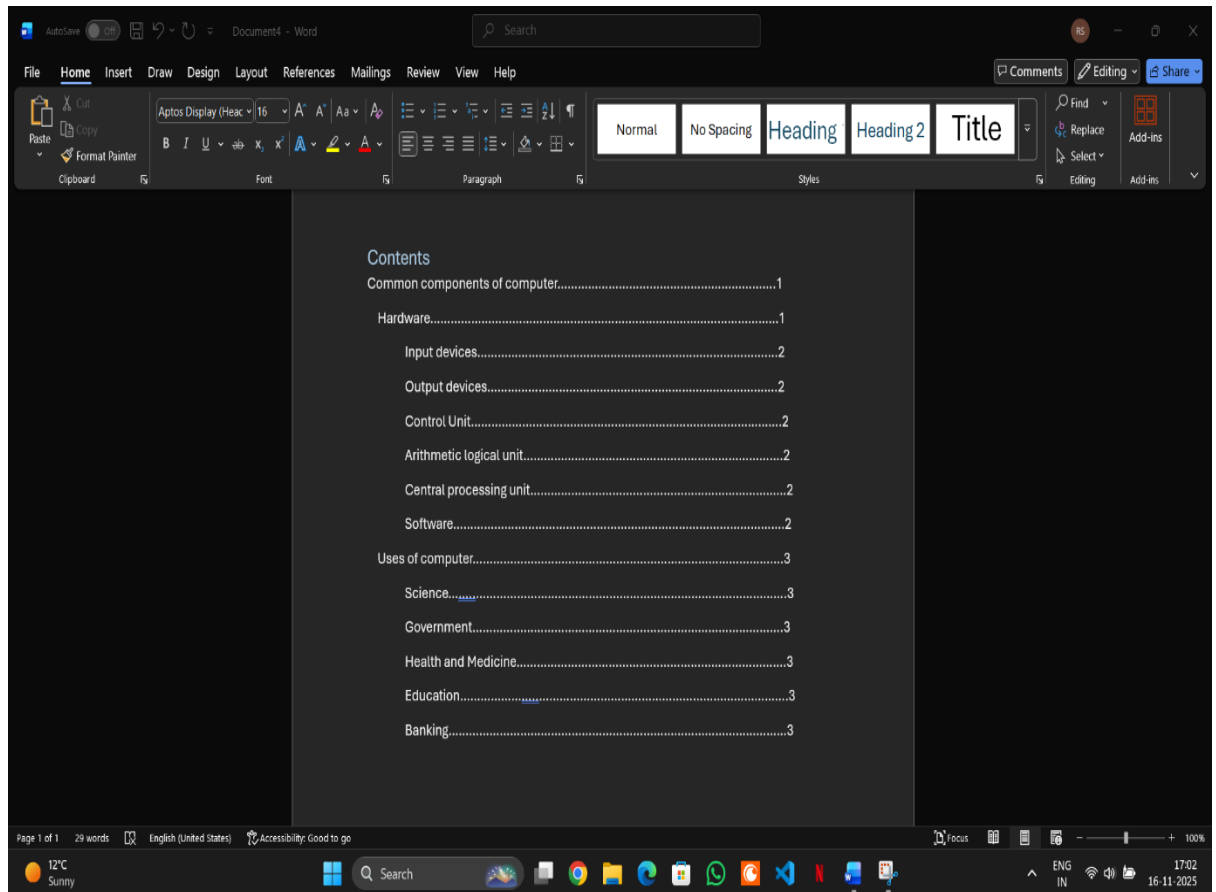 AutoSave Off Document4 - Word Search RS
File Home Insert Draw Design Layout References Mailings Review View Help Comments Editing Share
Cut
Copy
Paste
Format Painter
Clipboard
Aptos Display (Heac 16 A A Aa A
B I U ab x x A A
Font
Paragraph
Normal No Spacing Heading Heading 2 Title
Styles
Find
Replace
Select
Editing
Add-ins
Add-ins
Contents
Common components of computer.................................................................1
Hardware......................................................................................................1
Input devices.........................................................................................2
Output devices......................................................................................2
Control Unit...........................................................................................2
Arithmetic logical unit............................................................................2
Central processing unit...........................................................................2
Software.................................................................................................2
Uses of computer...........................................................................................3
Science...................................................................................................3
Government...........................................................................................3
Health and Medicine...............................................................................3
Education................................................................................................3
Banking...................................................................................................3
Page 1 of 1 29 words English (United States) Accessibility: Good to go Focus 100%
12°C
Sunny
Search
ENG
IN
17:02
16-11-2025